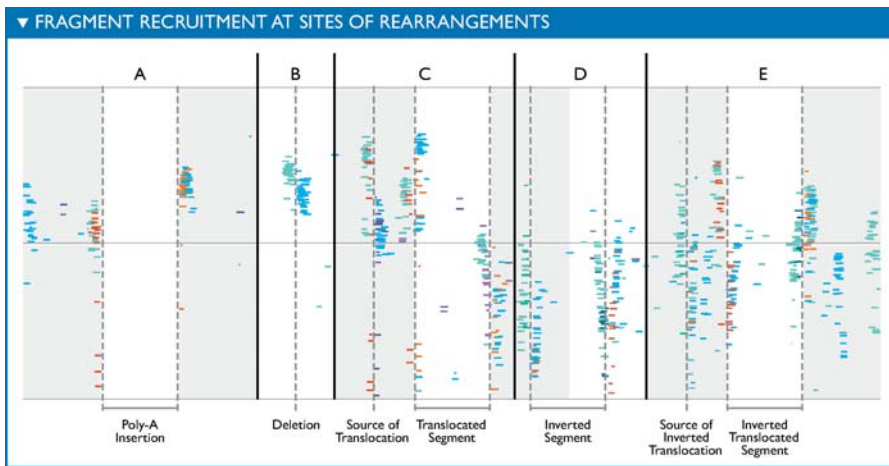 ▼ FRAGMENT RECRUITMENT AT SITES OF REARRANGEMENTS
A B C D E
Poly-A
Insertion
Deletion
Source of
Translocation
Translocated
Segment
Inverted
Segment
Source of
Inverted
Translocation
Inverted
Translocated
Segment